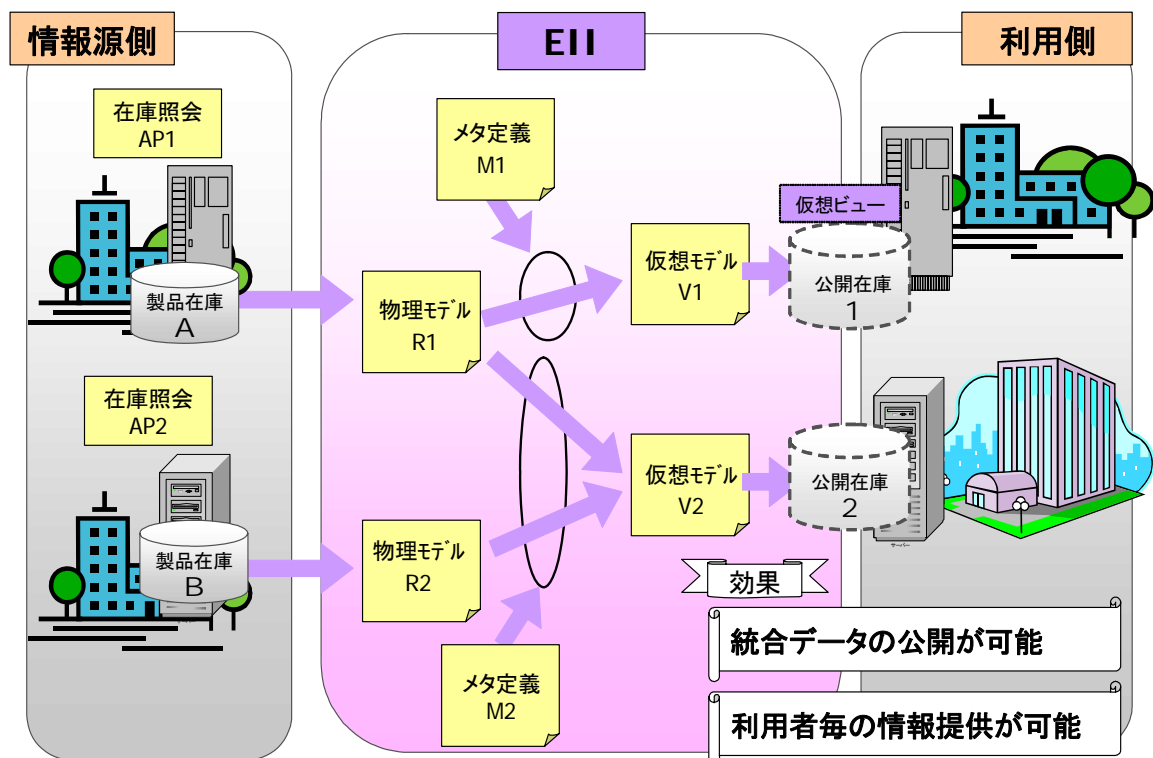 情報源側
EII
利用側
在庫照会
AP1
メタ定義
M1
仮想ビュー
製品在庫
A
物理モデル
R1
仮想モデル
V1
公開在庫
1
在庫照会
AP2
製品在庫
B
物理モデル
R2
仮想モデル
V2
公開在庫
2
サーバー
メタ定義
M2
効果
統合データの公開が可能
利用者毎の情報提供が可能